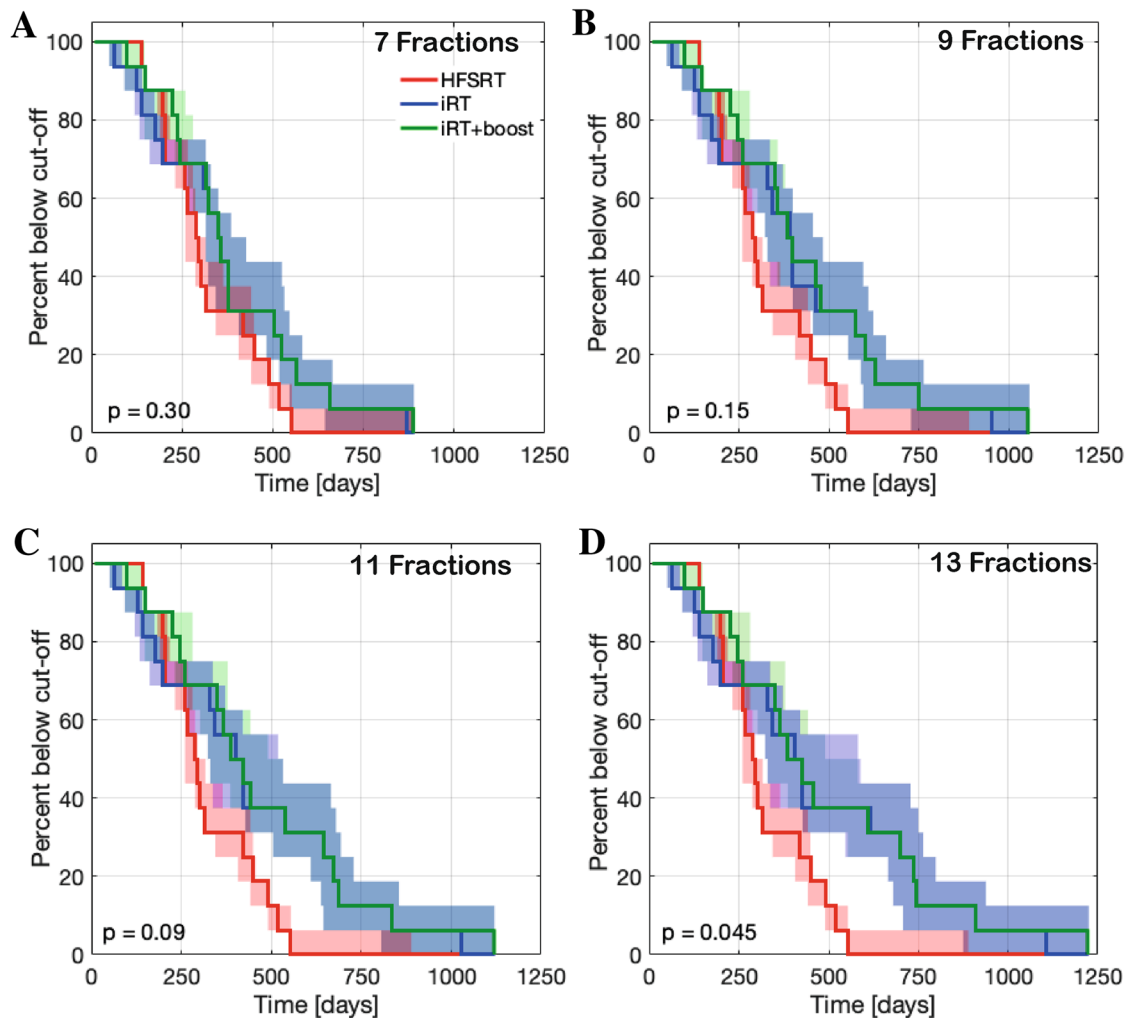 A
7 Fractions
HFSRT
iRT
iRT+boost
Percent below cut-off
100
80
60
40
20
0
p = 0.30
0 250 500 750 1000 1250
Time [days]
B
9 Fractions
Percent below cut-off
100
80
60
40
20
0
p = 0.15
0 250 500 750 1000 1250
Time [days]
C
11 Fractions
Percent below cut-off
100
80
60
40
20
0
p = 0.09
0 250 500 750 1000 1250
Time [days]
D
13 Fractions
Percent below cut-off
100
80
60
40
20
0
p = 0.045
0 250 500 750 1000 1250
Time [days]